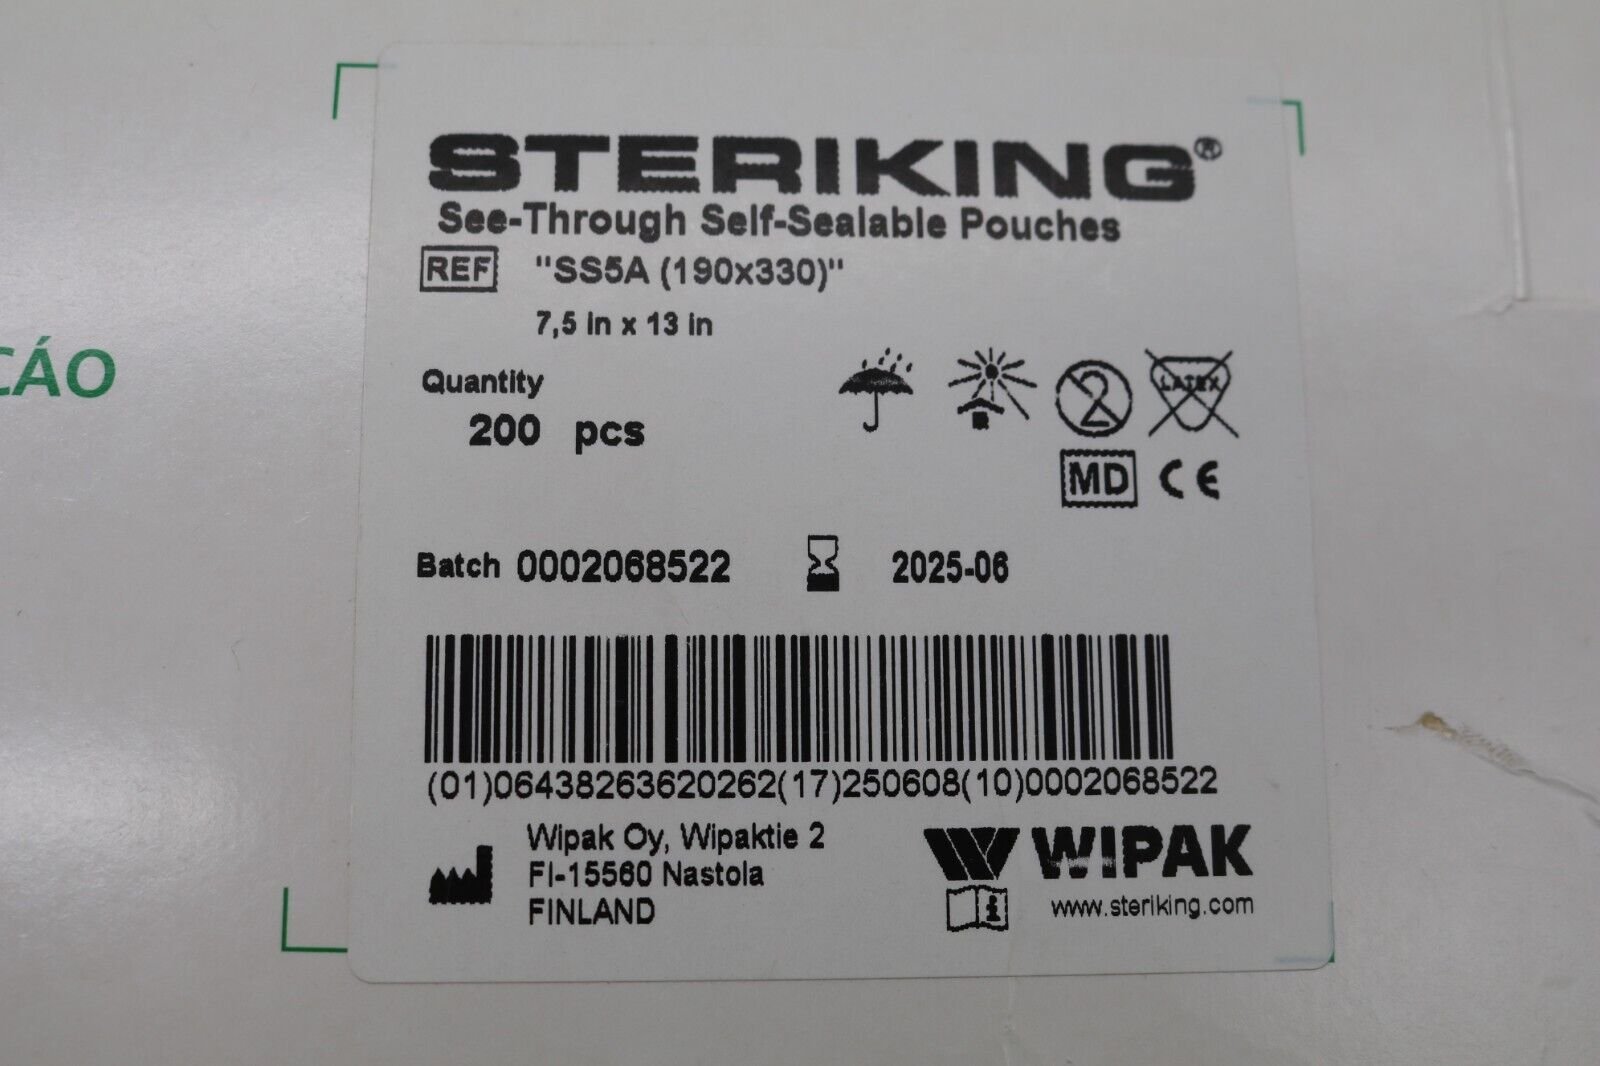 STERIKING®
See-Through Self-Sealable Pouches
REF "SS5A (190x330)"
7,5 in x 13 in
ÇÁO
Quantity
200 pcs
2 LATEX
MD CE
Batch 0002068522 2025-06
(01)06438263620262(17)250608(10)0002068522
Wipak Oy, Wipaktie 2
FI-15560 Nastola
FINLAND
W WIPAK
i www.steriking.com